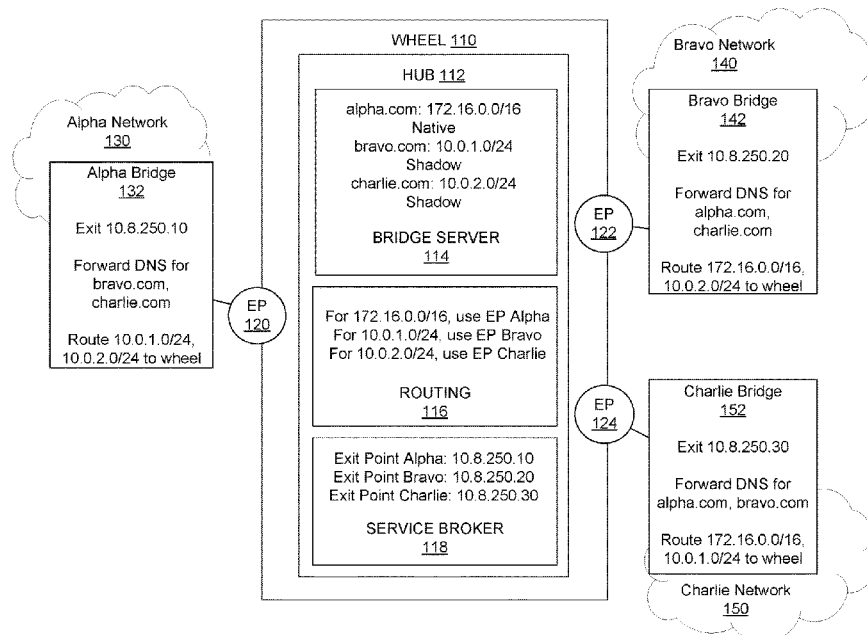 WHEEL 110
HUB 112
alpha.com: 172.16.0.0/16
Native
bravo.com: 10.0.1.0/24
Shadow
charlie.com: 10.0.2.0/24
Shadow
BRIDGE SERVER
114
For 172.16.0.0/16, use EP Alpha
For 10.0.1.0/24, use EP Bravo
For 10.0.2.0/24, use EP Charlie
ROUTING
116
Exit Point Alpha: 10.8.250.10
Exit Point Bravo: 10.8.250.20
Exit Point Charlie: 10.8.250.30
SERVICE BROKER
118
Alpha Network
130
Alpha Bridge
132
Exit 10.8.250.10
Forward DNS for
bravo.com,
charlie.com
Route 10.0.1.0/24,
10.0.2.0/24 to wheel
EP
120
EP
122
EP
124
Bravo Network
140
Bravo Bridge
142
Exit 10.8.250.20
Forward DNS for
alpha.com,
charlie.com
Route 172.16.0.0/16,
10.0.2.0/24 to wheel
Charlie Bridge
152
Exit 10.8.250.30
Forward DNS for
alpha.com, bravo.com
Route 172.16.0.0/16,
10.0.1.0/24 to wheel
Charlie Network
150